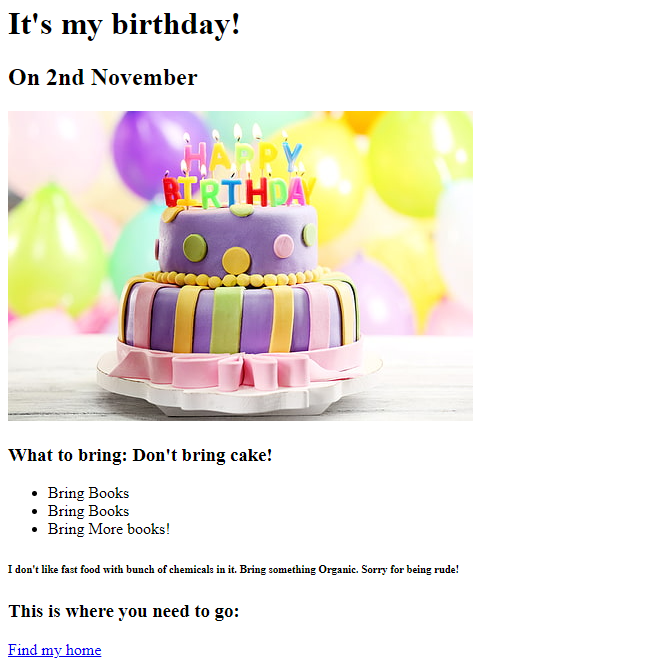 It's my birthday!
On 2nd November
HAPPY
BIRTHDAY
What to bring: Don't bring cake!
Bring Books
Bring Books
Bring More books!
I don't like fast food with bunch of chemicals in it. Bring something Organic. Sorry for being rude!
This is where you need to go:
Find my home